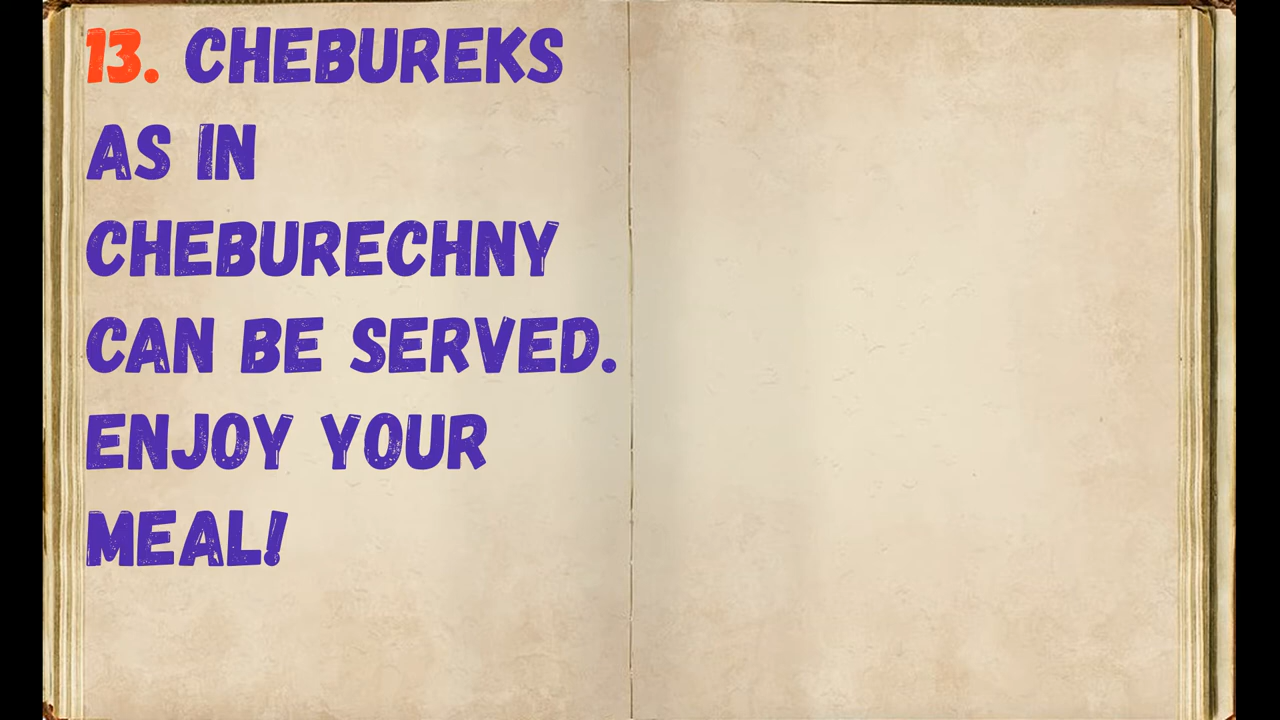 13. CHEBUREKS
AS IN
CHEBURECHNY
CAN BE SERVED.
ENJOY YOUR
MEAL!